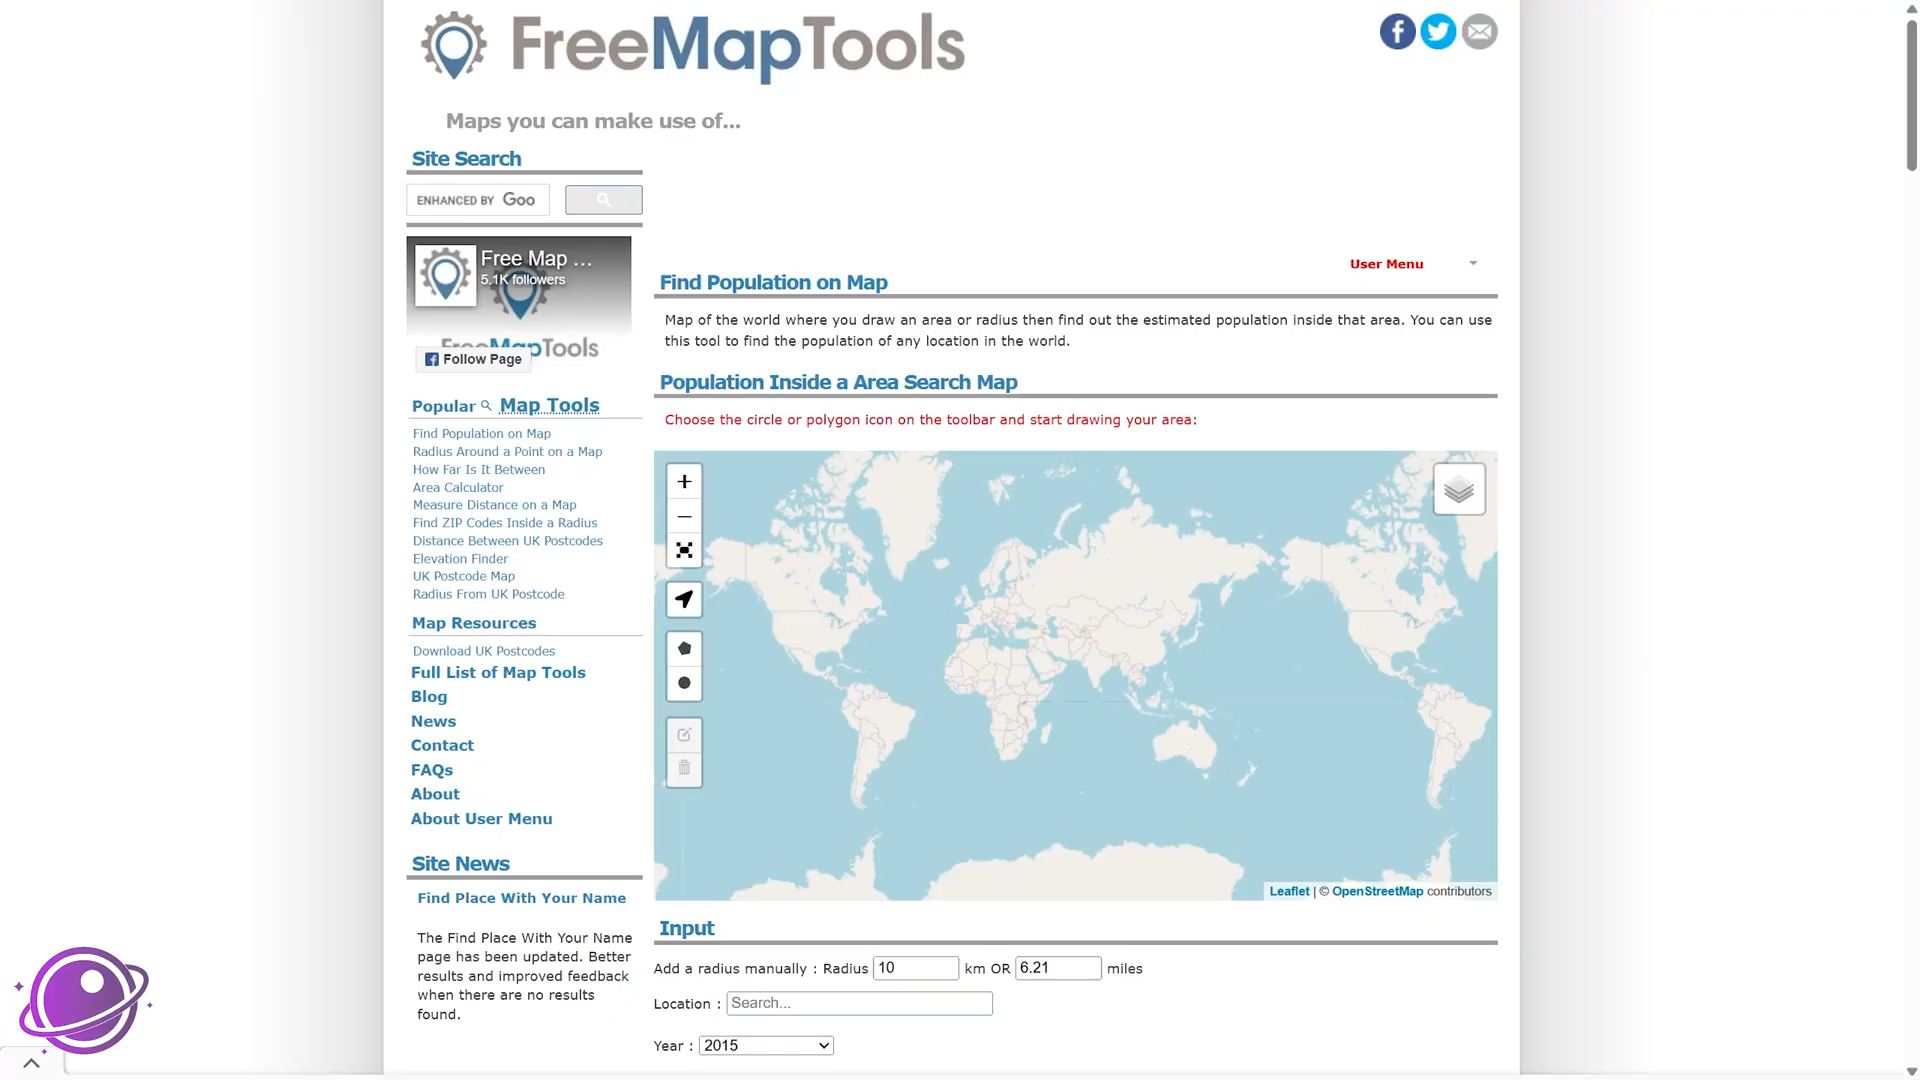 FreeMapTools
Maps you can make use of...
Site Search
ENHANCED BY Goo
Free Map ...
5.1K followers
FreeMapTools
Follow Page
Popular Map Tools
Find Population on Map
Radius Around a Point on a Map
How Far Is It Between
Area Calculator
Measure Distance on a Map
Find ZIP Codes Inside a Radius
Distance Between UK Postcodes
Elevation Finder
UK Postcode Map
Radius From UK Postcode
Map Resources
Download UK Postcodes
Full List of Map Tools
Blog
News
Contact
FAQs
About
About User Menu
Site News
Find Place With Your Name
The Find Place With Your Name
page has been updated. Better
results and improved feedback
when there are no results
found.
User Menu
Find Population on Map
Map of the world where you draw an area or radius then find out the estimated population inside that area. You can use
this tool to find the population of any location in the world.
Population Inside a Area Search Map
Choose the circle or polygon icon on the toolbar and start drawing your area:
+
−
Leaflet | © OpenStreetMap contributors
Input
Add a radius manually : Radius 10 km OR 6.21 miles
Location : Search...
Year : 2015